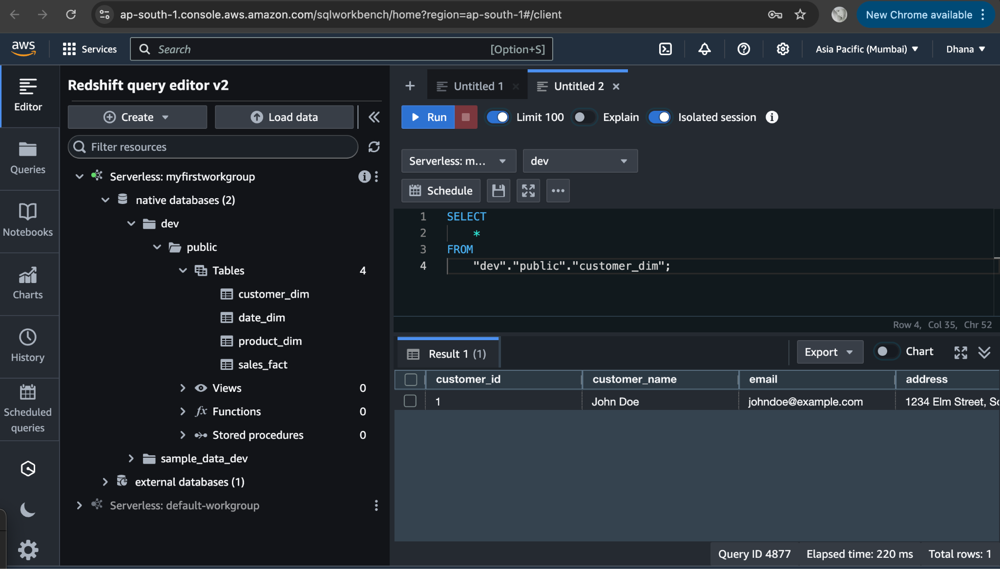 ap-south-1.console.aws.amazon.com/sqlworkbench/home?region=ap-south-1#/client
New Chrome available
aws
Services
Search
[Option+S]
Asia Pacific (Mumbai)
Dhana
Editor
Queries
Notebooks
Charts
History
Scheduled
queries
Redshift query editor v2
Create
Load data
Filter resources
Serverless: myfirstworkgroup
native databases (2)
dev
public
Tables 4
customer_dim
date_dim
product_dim
sales_fact
Views 0
fx Functions 0
Stored procedures 0
sample_data_dev
external databases (1)
Serverless: default-workgroup
Untitled 1
Untitled 2
Run
Limit 100
Explain
Isolated session
Serverless: m...
dev
Schedule
1 SELECT
2 *
3 FROM
4 "dev"."public"."customer_dim";
Row 4, Col 35, Chr 52
Result 1 (1)
Export
Chart
customer_id customer_name email address
1 John Doe johndoe@example.com 1234 Elm Street,
Query ID 4877 Elapsed time: 220 ms Total rows: 1